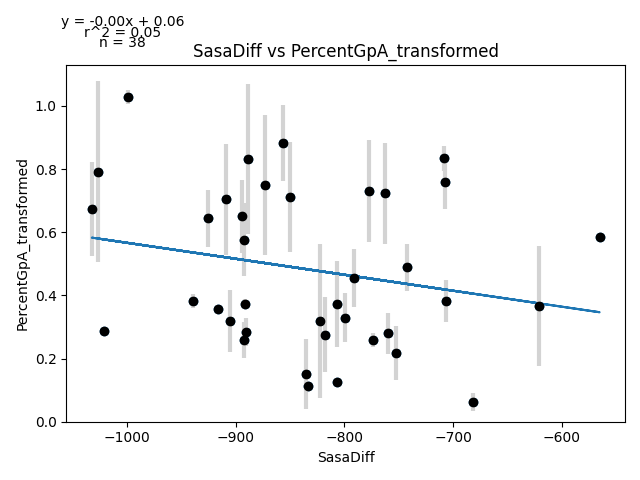 y = -0.00x + 0.06
r^2 = 0.05
n = 38
SasaDiff vs PercentGpA_transformed
1.0
0.8
0.6
0.4
0.2
0.0
PercentGpA_transformed
−1000
−900
−800
−700
−600
SasaDiff